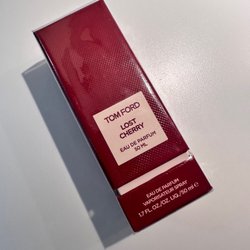 TOM FORD
LOST
CHERRY
EAU DE PARFUM
50 ML
EAU DE PARFUM
VAPORISATEUR SPRAY
1.7 FL.OZ./OZ. LIQ./50 ml ℮